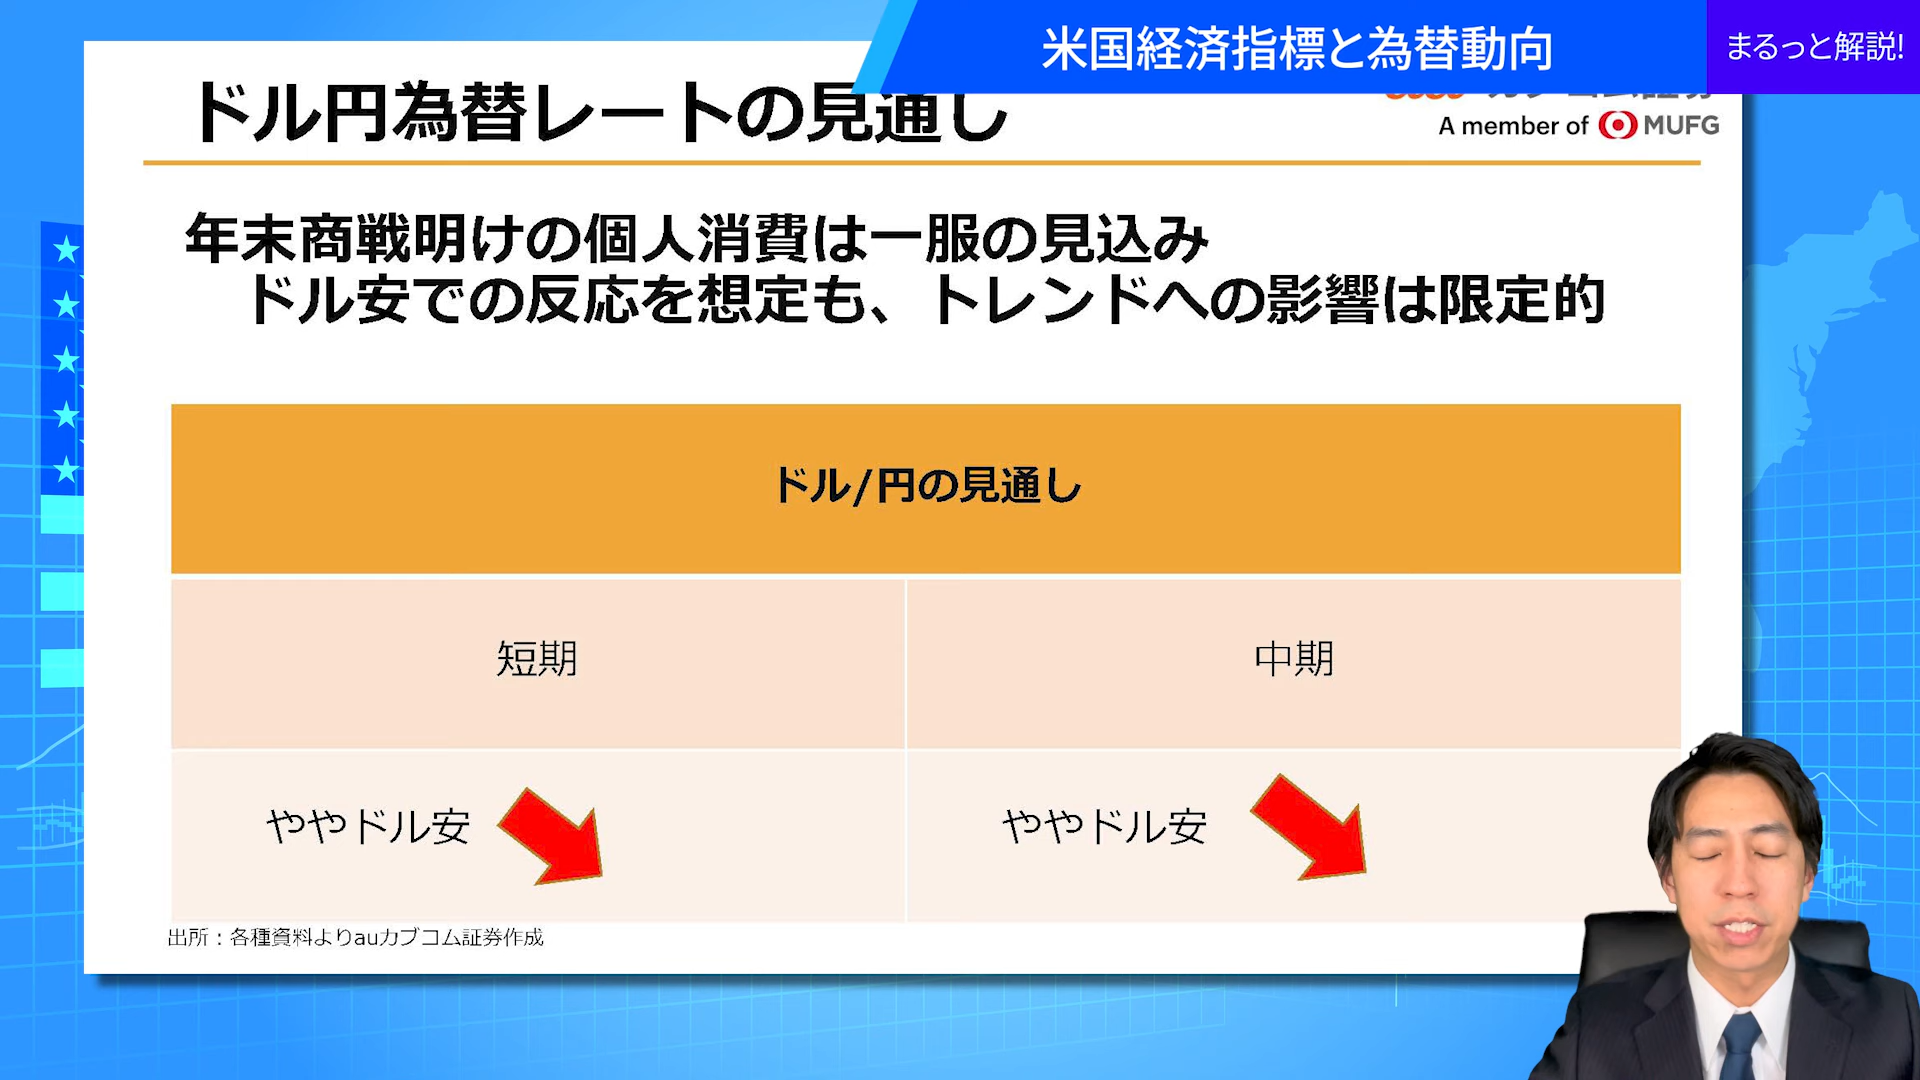 米国経済指標と為替動向
まるっと解説!
ドル円為替レートの見通し
A member of MUFG
年末商戦明けの個人消費は一服の見込み
ドル安での反応を想定も、トレンドへの影響は限定的
ドル/円の見通し
短期
中期
ややドル安
ややドル安
出所：各種資料よりauカブコム証券作成